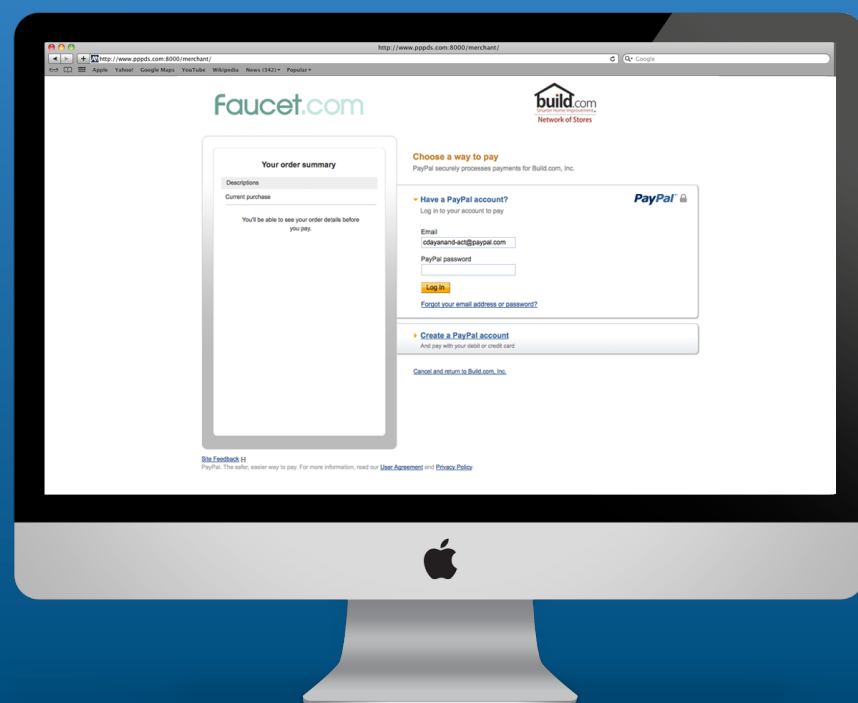 http://www.pppds.com:8000/merchant/
http://www.pppds.com:8000/merchant/
Google
Apple Yahoo! Google Maps YouTube Wikipedia News (342) Popular
Faucet.com
build.com
Smarter Home Improvement
Network of Stores
Your order summary
Descriptions
Current purchase
You'll be able to see your order details before
you pay.
Choose a way to pay
PayPal securely processes payments for Build.com, Inc.
Have a PayPal account?
PayPal
Log in to your account to pay
Email
cdayanand-act@paypal.com
PayPal password
Log In
Forgot your email address or password?
Create a PayPal account
And pay with your debit or credit card
Cancel and return to Build.com, Inc.
Site Feedback [-]
PayPal. The safer, easier way to pay. For more information, read our User Agreement and Privacy Policy